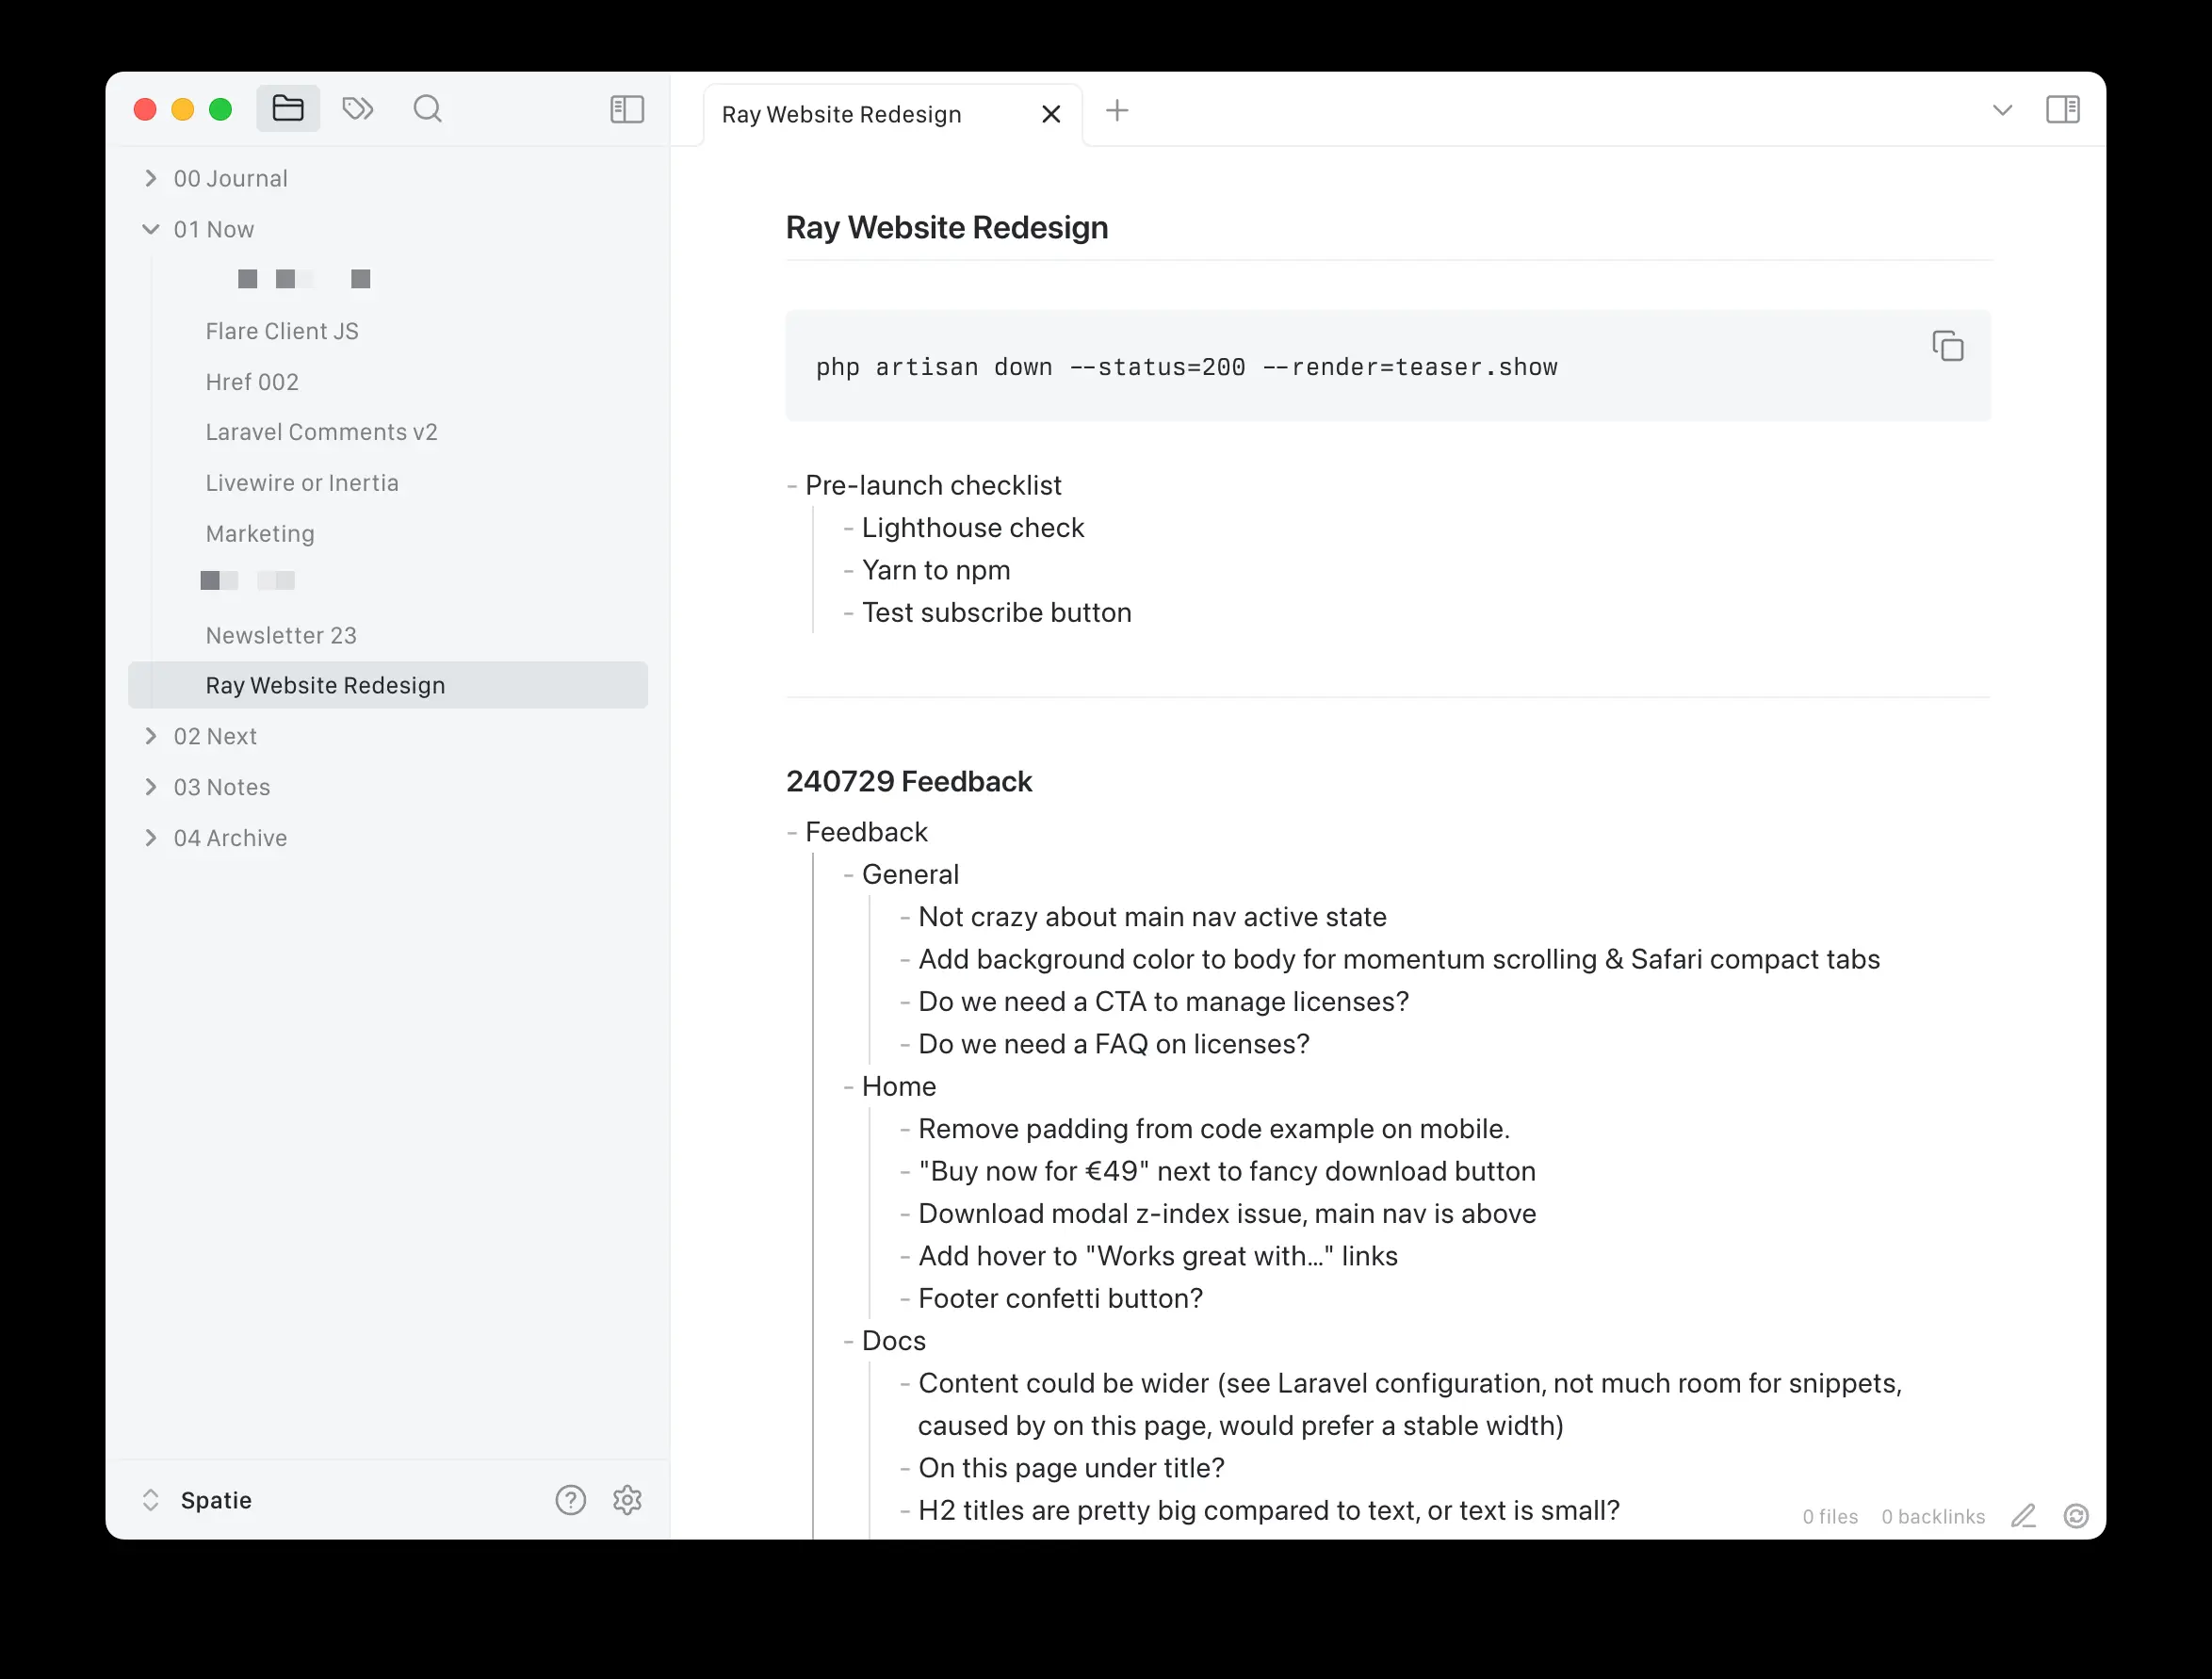 Ray Website Redesign
00 Journal
01 Now
Flare Client JS
Href 002
Laravel Comments v2
Livewire or Inertia
Marketing
Newsletter 23
Ray Website Redesign
02 Next
03 Notes
04 Archive
Spatie
Ray Website Redesign
php artisan down --status=200 --render=teaser.show
- Pre-launch checklist
- Lighthouse check
- Yarn to npm
- Test subscribe button
240729 Feedback
- Feedback
- General
- Not crazy about main nav active state
- Add background color to body for momentum scrolling & Safari compact tabs
- Do we need a CTA to manage licenses?
- Do we need a FAQ on licenses?
- Home
- Remove padding from code example on mobile.
- "Buy now for €49" next to fancy download button
- Download modal z-index issue, main nav is above
- Add hover to "Works great with…" links
- Footer confetti button?
- Docs
- Content could be wider (see Laravel configuration, not much room for snippets,
caused by on this page, would prefer a stable width)
- On this page under title?
- H2 titles are pretty big compared to text, or text is small?
0 files 0 backlinks